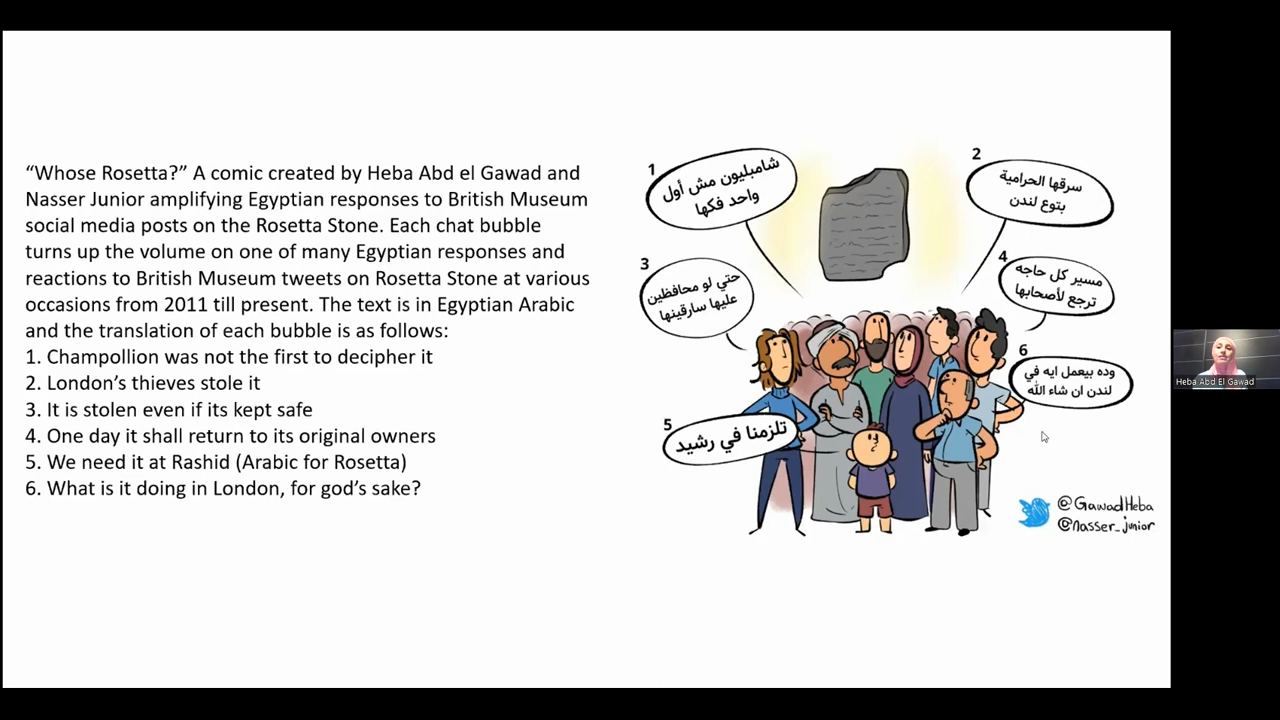 “Whose Rosetta?” A comic created by Heba Abd el Gawad and
Nasser Junior amplifying Egyptian responses to British Museum
social media posts on the Rosetta Stone. Each chat bubble
turns up the volume on one of many Egyptian responses and
reactions to British Museum tweets on Rosetta Stone at various
occasions from 2011 till present. The text is in Egyptian Arabic
and the translation of each bubble is as follows:
1. Champollion was not the first to decipher it
2. London’s thieves stole it
3. It is stolen even if its kept safe
4. One day it shall return to its original owners
5. We need it at Rashid (Arabic for Rosetta)
6. What is it doing in London, for god’s sake?
1
شامبليون مش أول
واحد فكها
2
سرقها الحرامية
بتوع لندن
3
حتي لو محافظين
عليها سارقينها
4
مسير كل حاجه
ترجع لأصحابها
5
تلزمنا في رشيد
6
وده بيعمل ايه في
لندن ان شاء الله
@GawadHeba
@nasser_junior
Heba Abd El Gawad